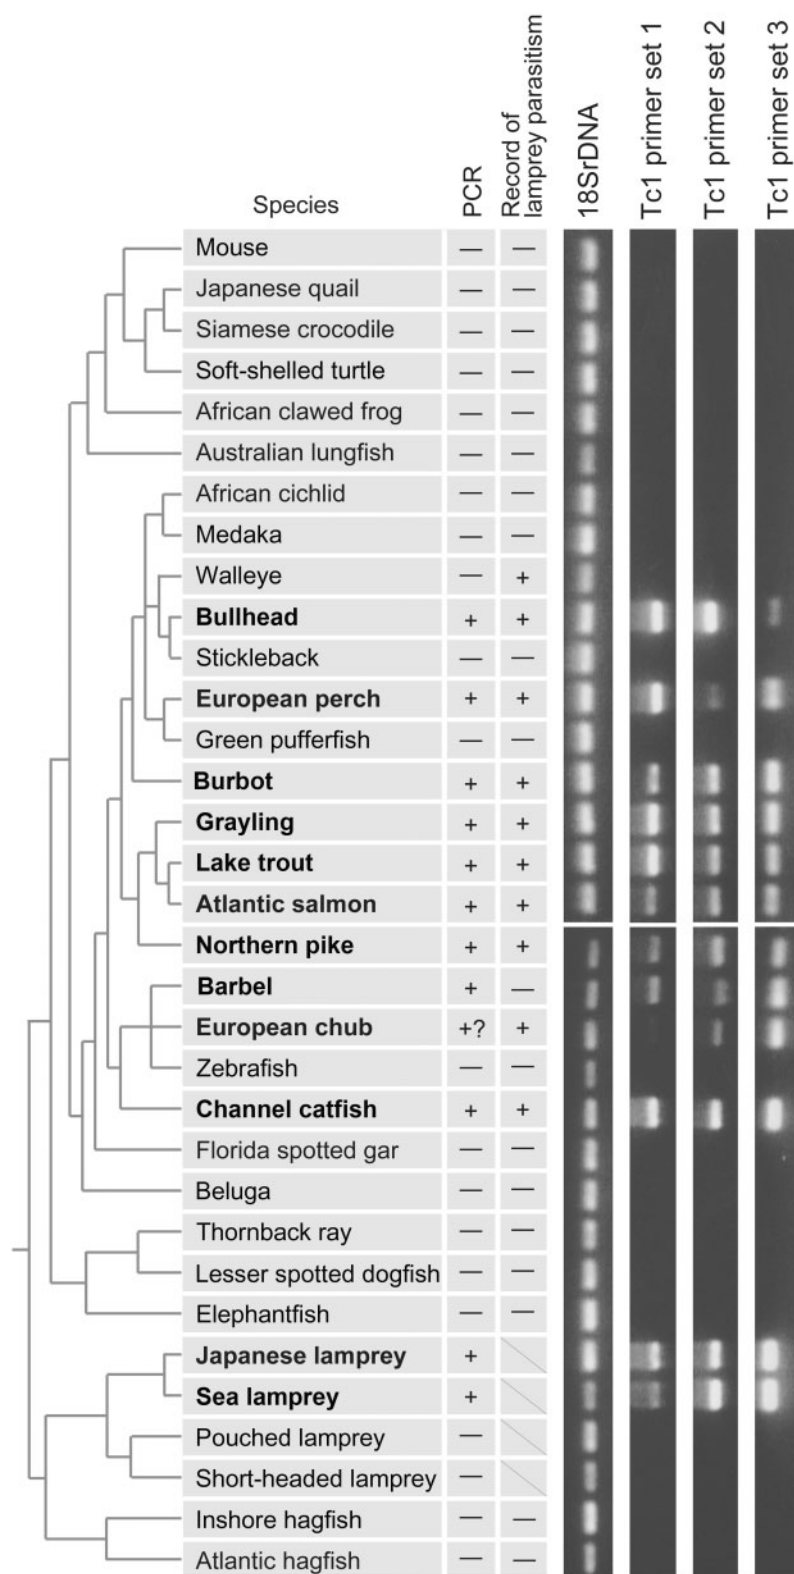 Species PCR Record of
lamprey parasitism 18SrDNA Tc1 primer set 1 Tc1 primer set 2 Tc1 primer set 3
Mouse — —
Japanese quail — —
Siamese crocodile — —
Soft-shelled turtle — —
African clawed frog — —
Australian lungfish — —
African cichlid — —
Medaka — —
Walleye — +
Bullhead + +
Stickleback — —
European perch + +
Green pufferfish — —
Burbot + +
Grayling + +
Lake trout + +
Atlantic salmon + +
Northern pike + +
Barbel + —
European chub +? +
Zebrafish — —
Channel catfish + +
Florida spotted gar — —
Beluga — —
Thornback ray — —
Lesser spotted dogfish — —
Elephantfish — —
Japanese lamprey +
Sea lamprey +
Pouched lamprey —
Short-headed lamprey —
Inshore hagfish — —
Atlantic hagfish — —